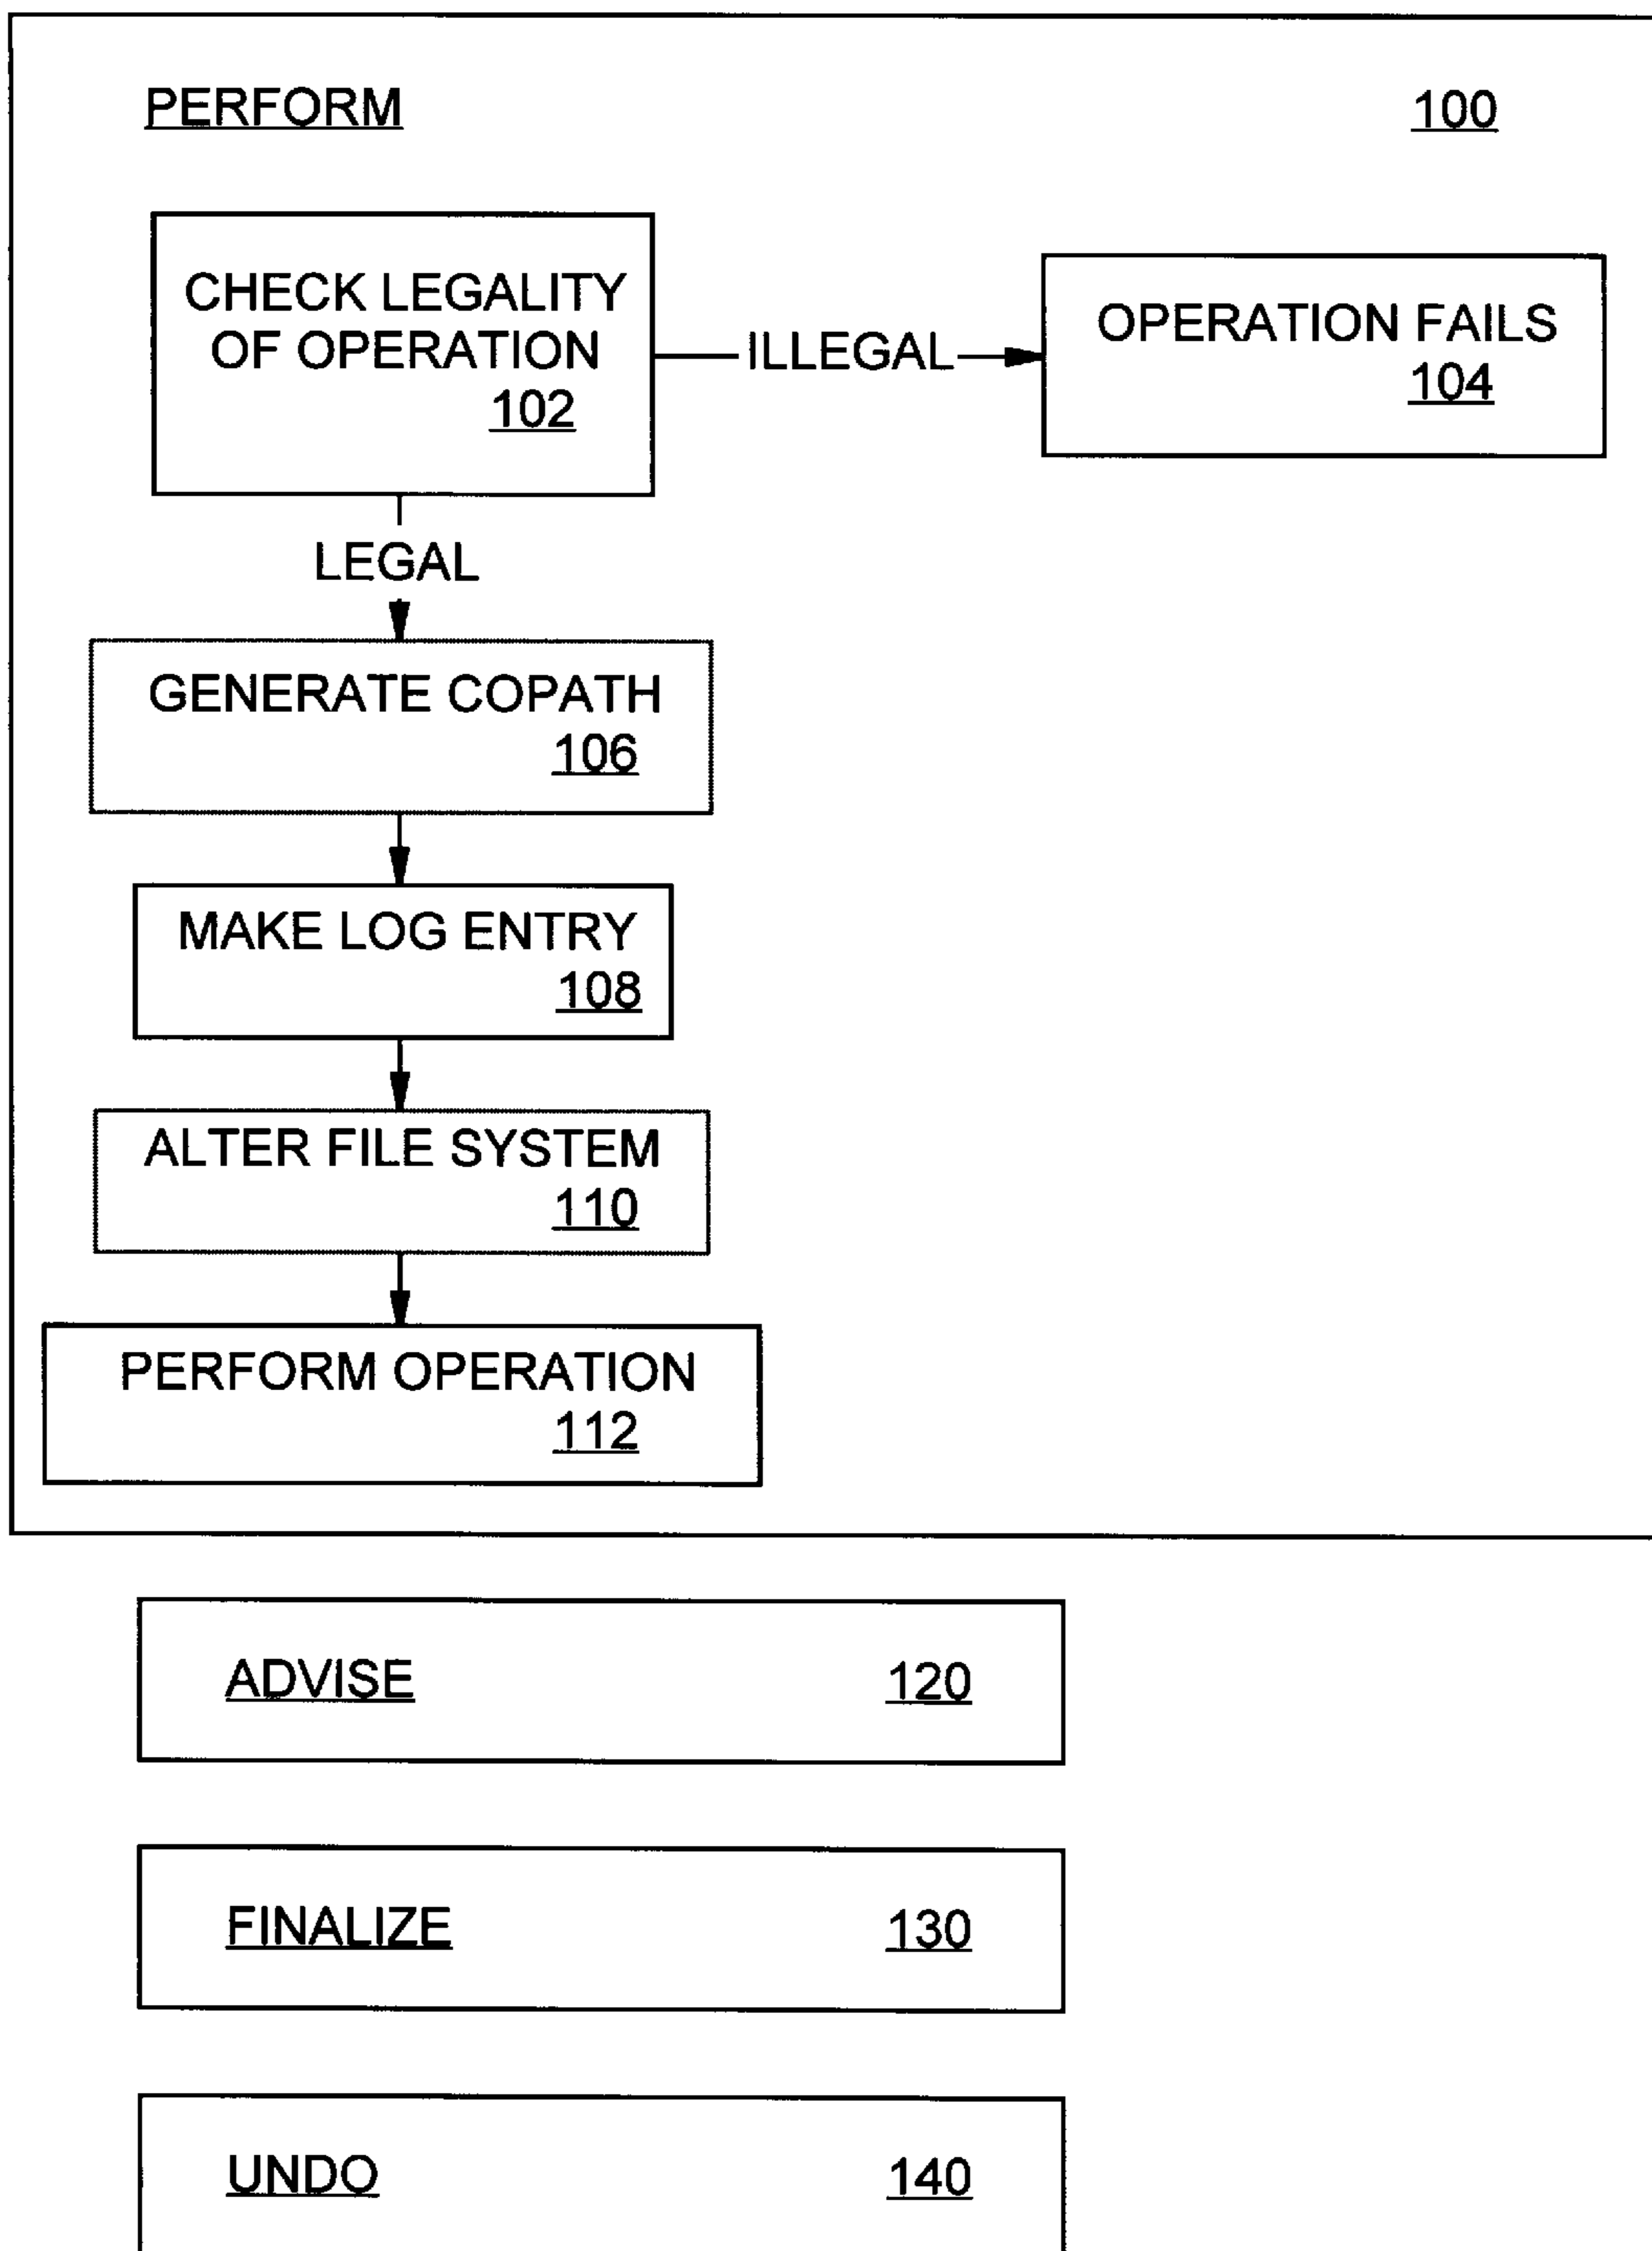 PERFORM 100
CHECK LEGALITY
OF OPERATION
102
ILLEGAL
OPERATION FAILS
104
LEGAL
GENERATE COPATH
106
MAKE LOG ENTRY
108
ALTER FILE SYSTEM
110
PERFORM OPERATION
112
ADVISE 120
FINALIZE 130
UNDO 140